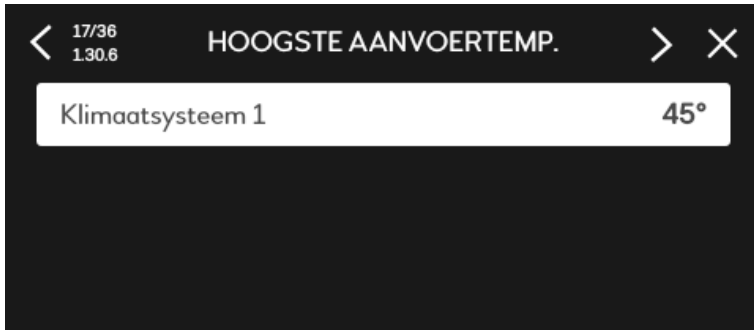 17/36
1.30.6
HOOGSTE AANVOERTEMP.
Klimaatsysteem 1 45°